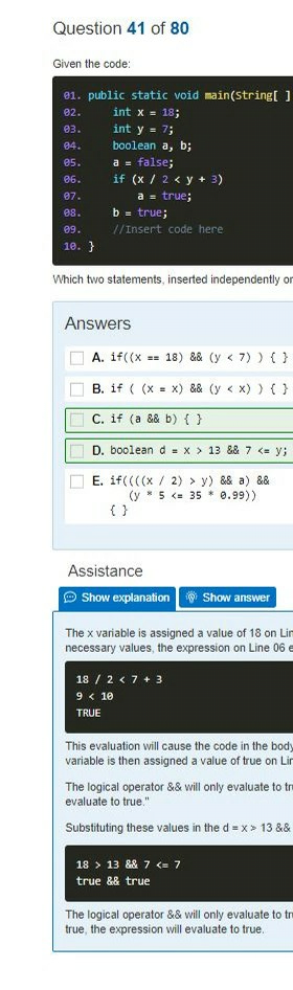 Question 41 of 80
Given the code:
01. public static void main(String[ ]
02. int x = 18;
03. int y = 7;
04. boolean a, b;
05. a = false;
06. if (x / 2 < y + 3)
07. a = true;
08. b = true;
09. //Insert code here
10. }
Which two statements, inserted independently or
Answers
A. if((x == 18) && (y < 7) ) { }
B. if ( (x = x) && (y < x) ) { }
C. if (a && b) { }
D. boolean d = x > 13 && 7 <= y;
E. if((((x / 2) > y) && a) &&
(y * 5 <= 35 * 0.99))
{ }
Assistance
Show explanation Show answer
The x variable is assigned a value of 18 on Lin
necessary values, the expression on Line 06 e
18 / 2 < 7 + 3
9 < 10
TRUE
This evaluation will cause the code in the body
variable is then assigned a value of true on Lin
The logical operator && will only evaluate to tru
evaluate to true."
Substituting these values in the d = x > 13 &&
18 > 13 && 7 <= 7
true && true
The logical operator && will only evaluate to tru
true, the expression will evaluate to true.